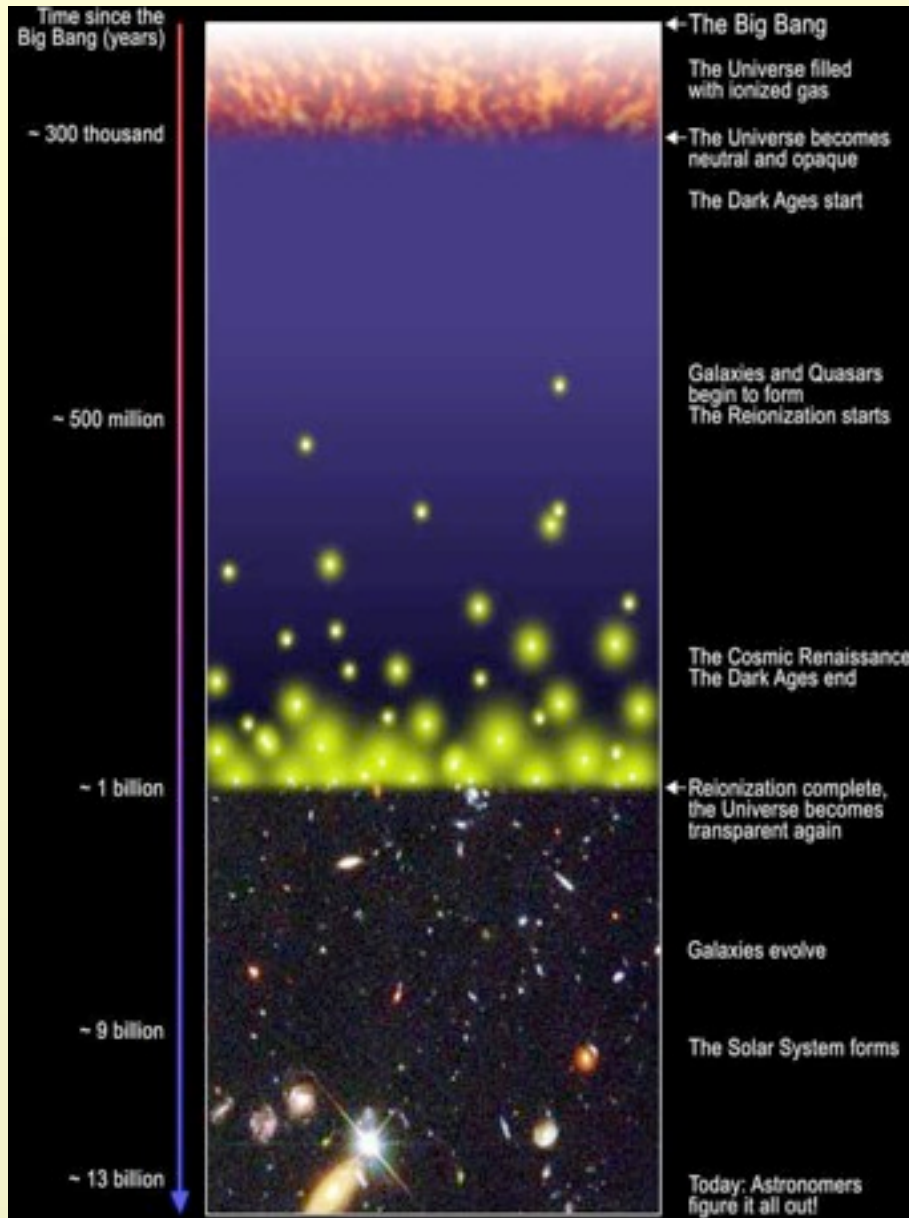 Time since the
Big Bang (years)
The Big Bang
The Universe filled
with ionized gas
~ 300 thousand
The Universe becomes
neutral and opaque
The Dark Ages start
Galaxies and Quasars
begin to form
~ 500 million
The Reionization starts
The Cosmic Renaissance
The Dark Ages end
~ 1 billion
Reionization complete,
the Universe becomes
transparent again
Galaxies evolve
~ 9 billion
The Solar System forms
~ 13 billion
Today: Astronomers
figure it all out!